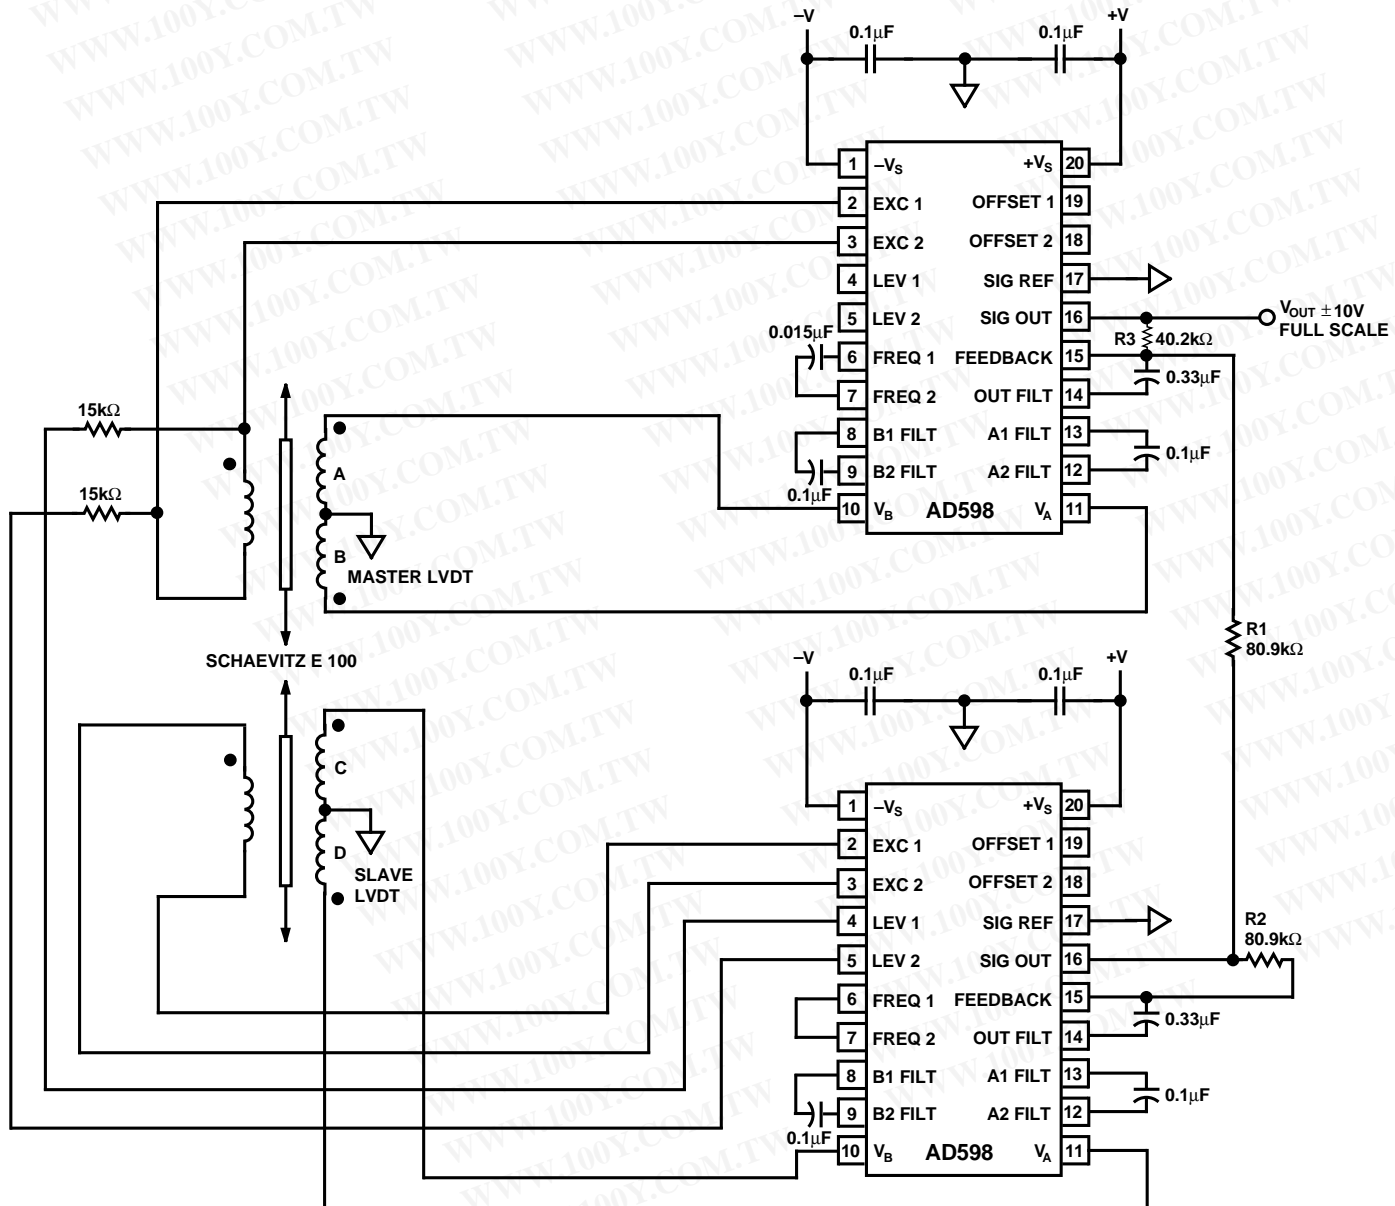 –V
+V
0.1μF
0.1μF
1
–VS
+VS
20
2
EXC 1
OFFSET 1
19
3
EXC 2
OFFSET 2
18
4
LEV 1
SIG REF
17
5
LEV 2
SIG OUT
16
VOUT ±10V
FULL SCALE
R3
40.2kΩ
0.015μF
6
FREQ 1
FEEDBACK
15
0.33μF
7
FREQ 2
OUT FILT
14
15kΩ
8
B1 FILT
A1 FILT
13
0.1μF
9
B2 FILT
A2 FILT
12
0.1μF
10
VB
AD598
VA
11
15kΩ
A
B
MASTER LVDT
SCHAEVITZ E 100
R1
80.9kΩ
–V
+V
0.1μF
0.1μF
C
D
SLAVE
LVDT
1
–VS
+VS
20
2
EXC 1
OFFSET 1
19
3
EXC 2
OFFSET 2
18
4
LEV 1
SIG REF
17
R2
80.9kΩ
5
LEV 2
SIG OUT
16
6
FREQ 1
FEEDBACK
15
0.33μF
7
FREQ 2
OUT FILT
14
8
B1 FILT
A1 FILT
13
0.1μF
9
B2 FILT
A2 FILT
12
0.1μF
10
VB
AD598
VA
11
WWW.100Y.COM.TW